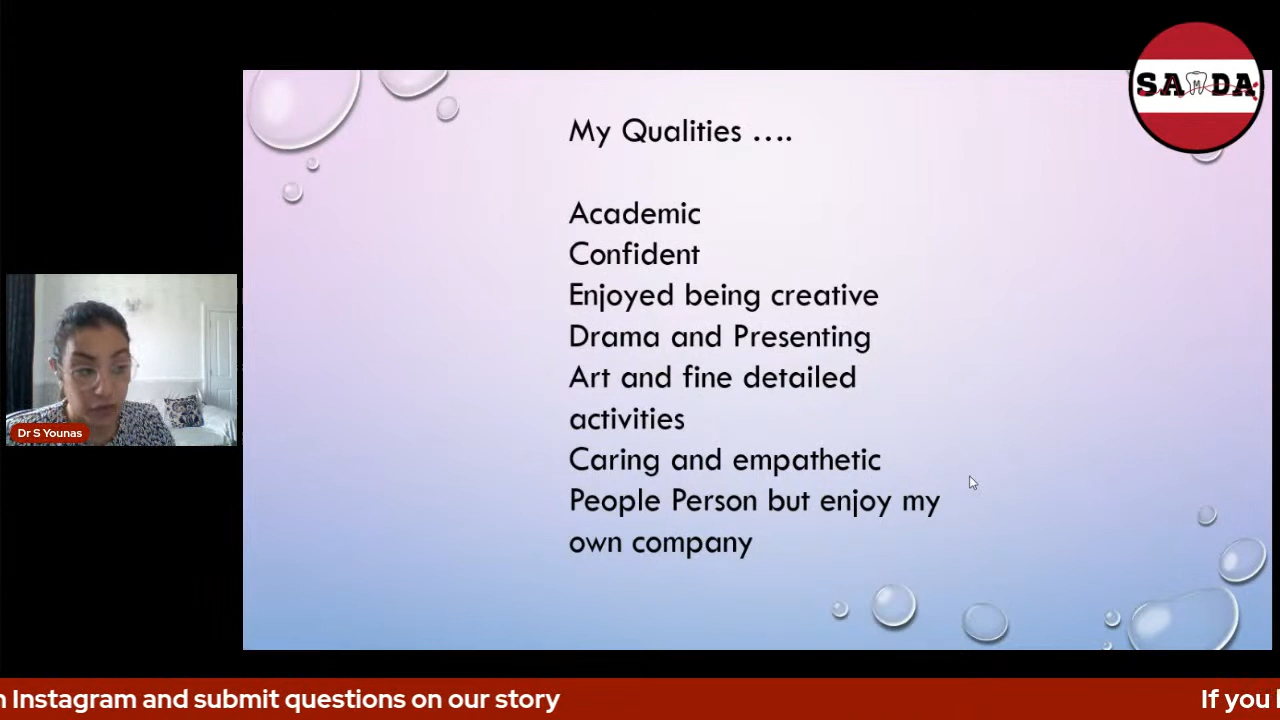 SAMDA
My Qualities ….
Academic
Confident
Enjoyed being creative
Drama and Presenting
Art and fine detailed
activities
Caring and empathetic
People Person but enjoy my
own company
Dr S Younas
n Instagram and submit questions on our story
If you